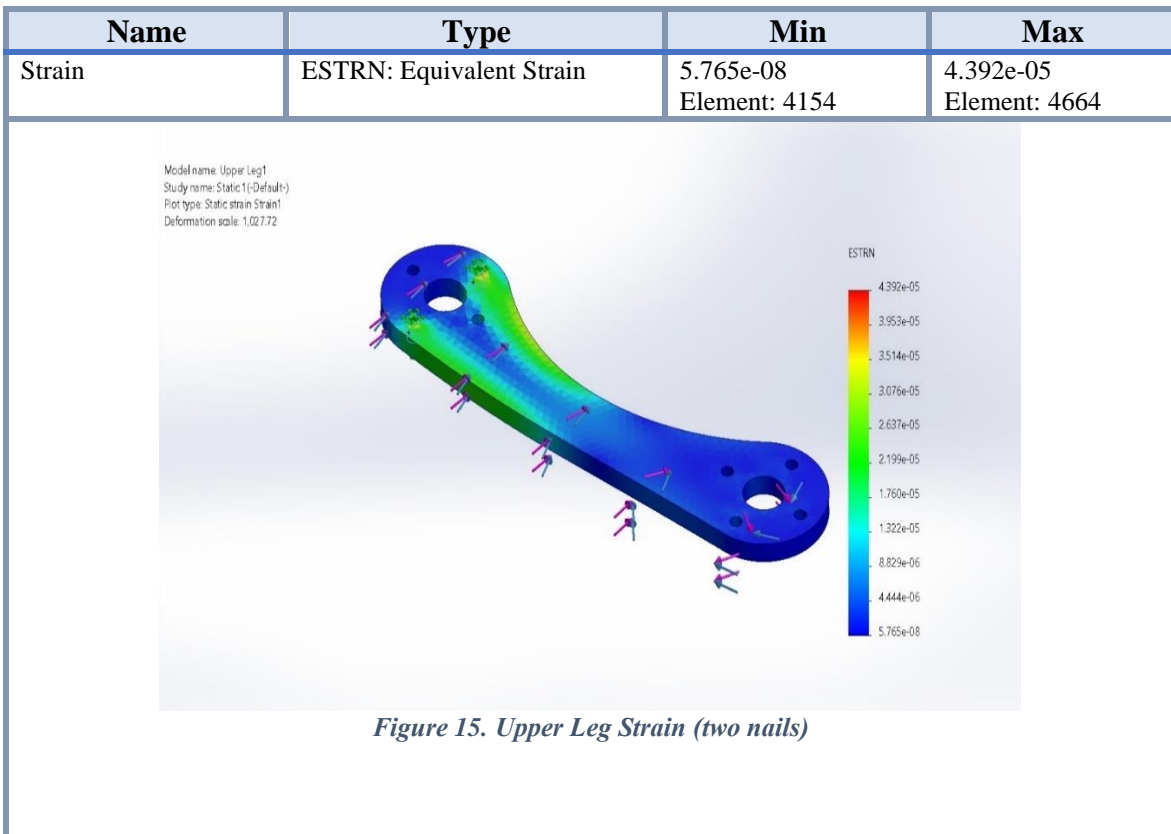 Name Type Min Max
Strain ESTRN: Equivalent Strain 5.765e-08 4.392e-05
Element: 4154 Element: 4664
Model name: Upper Leg1
Study name: Static 1(-Default-)
Plot type: Static strain Strain1
Deformation scale: 1,027.72
ESTRN
4.392e-05
3.953e-05
3.514e-05
3.076e-05
2.637e-05
2.199e-05
1.760e-05
1.322e-05
8.829e-06
4.444e-06
5.765e-08
Figure 15. Upper Leg Strain (two nails)